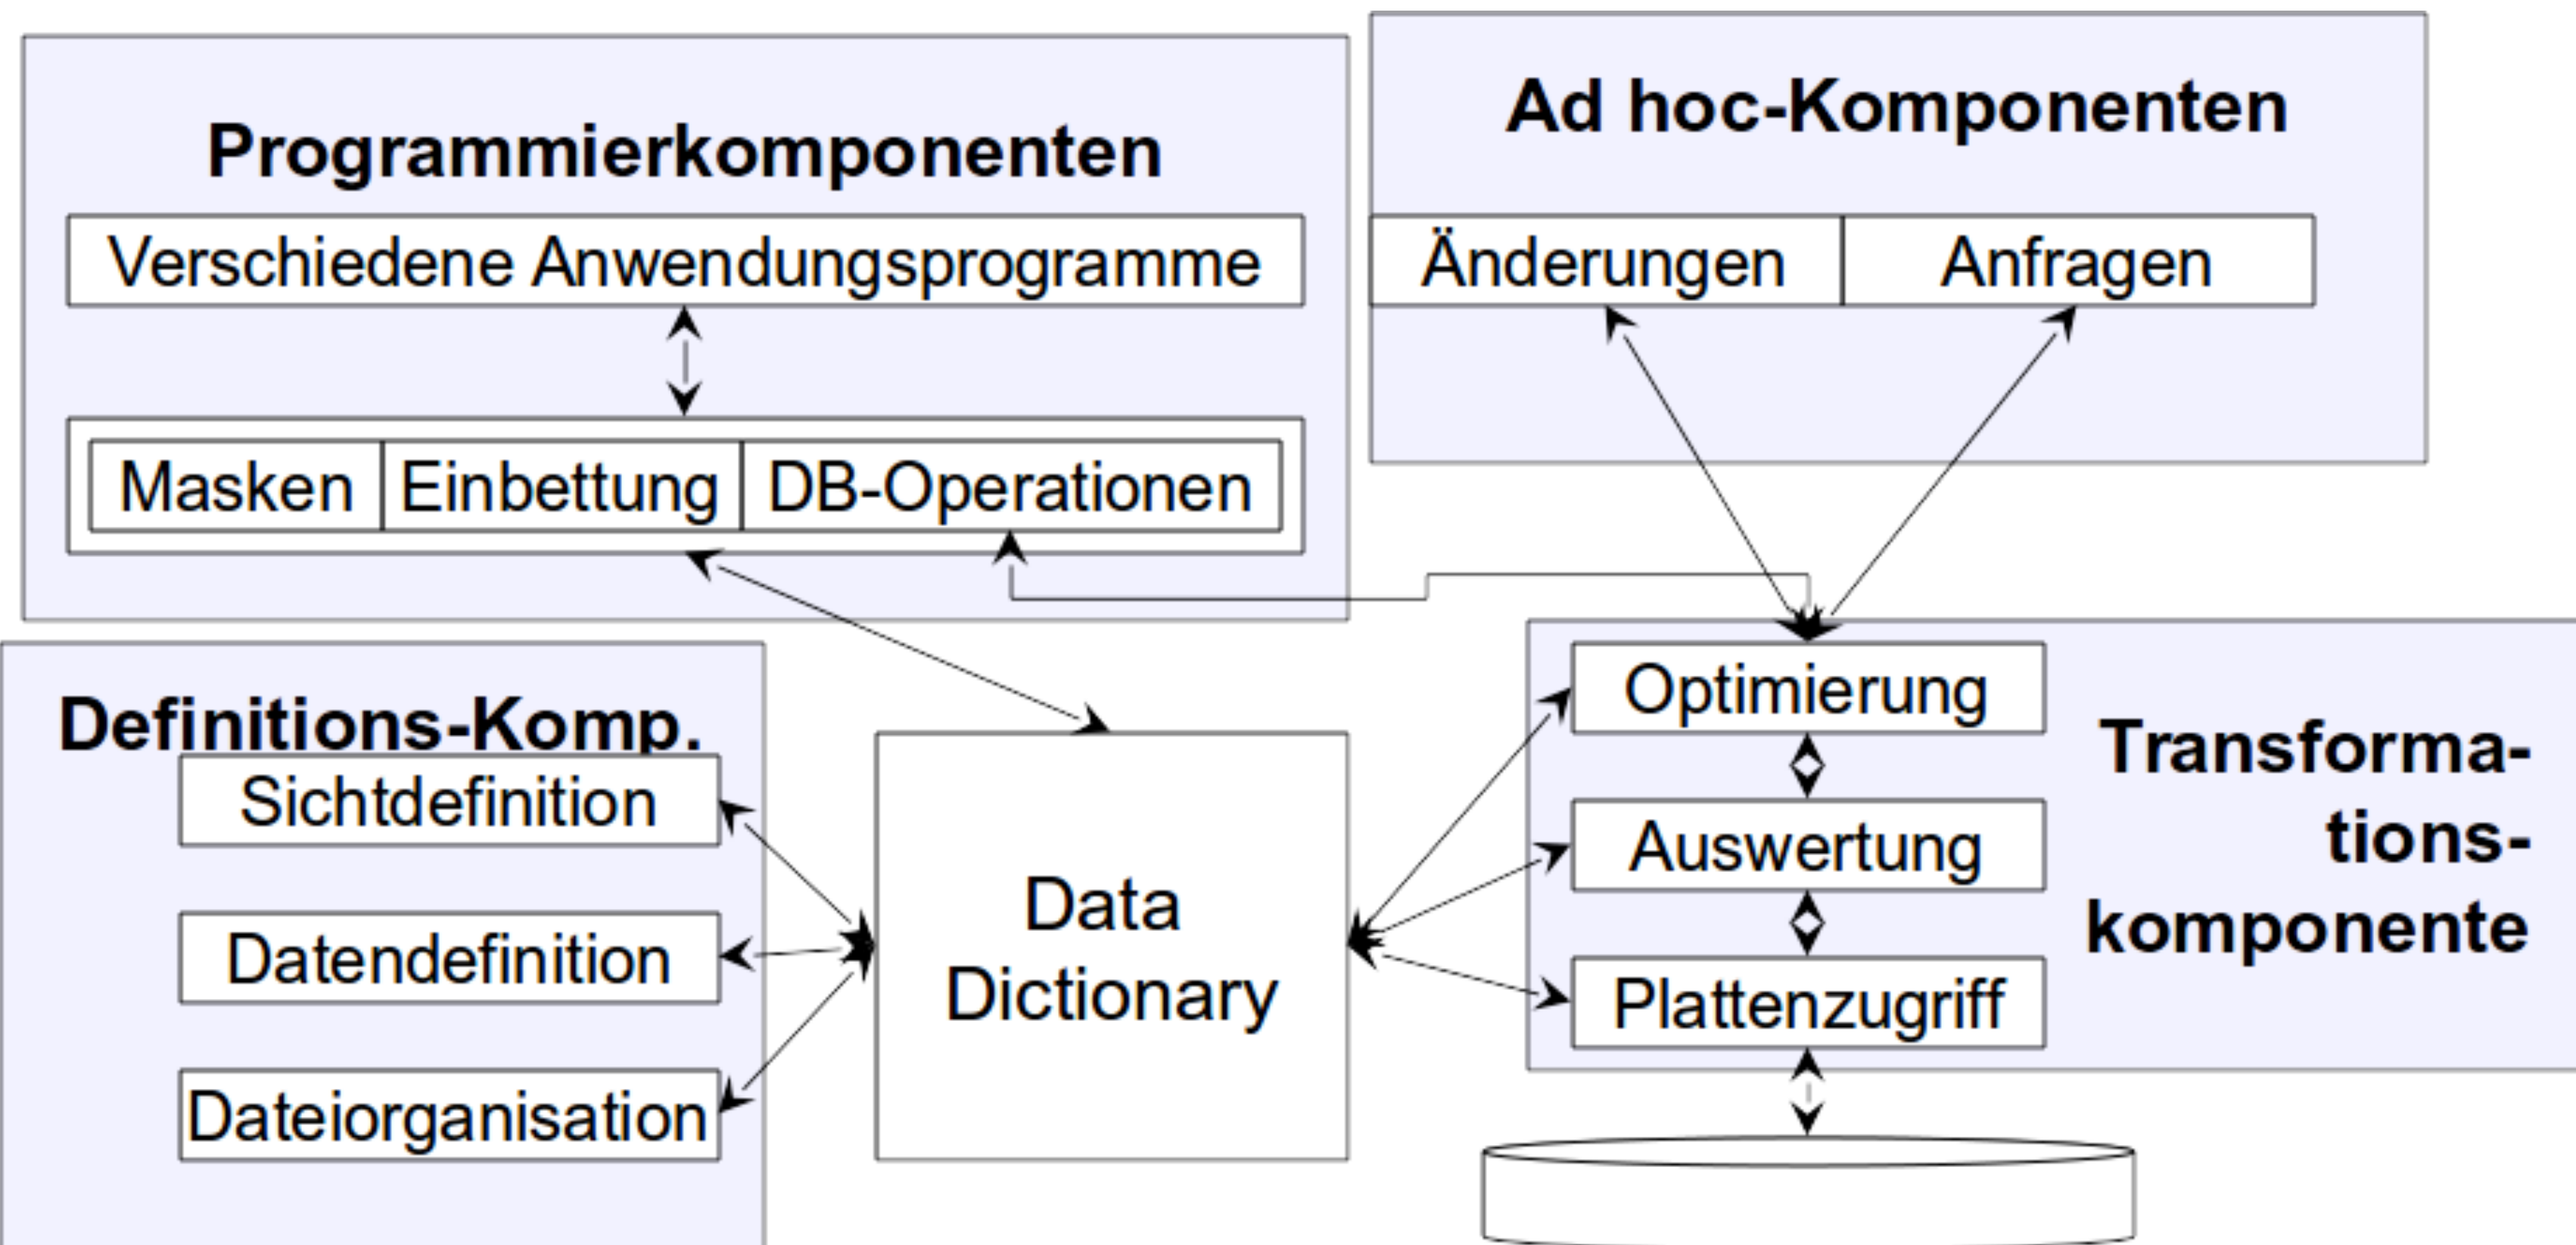 Programmierkomponenten
Verschiedene Anwendungsprogramme
Masken Einbettung DB-Operationen
Ad hoc-Komponenten
Änderungen Anfragen
Definitions-Komp.
Sichtdefinition
Datendefinition
Dateiorganisation
Data
Dictionary
Optimierung
Auswertung
Plattenzugriff
Transforma-
tions-
komponente